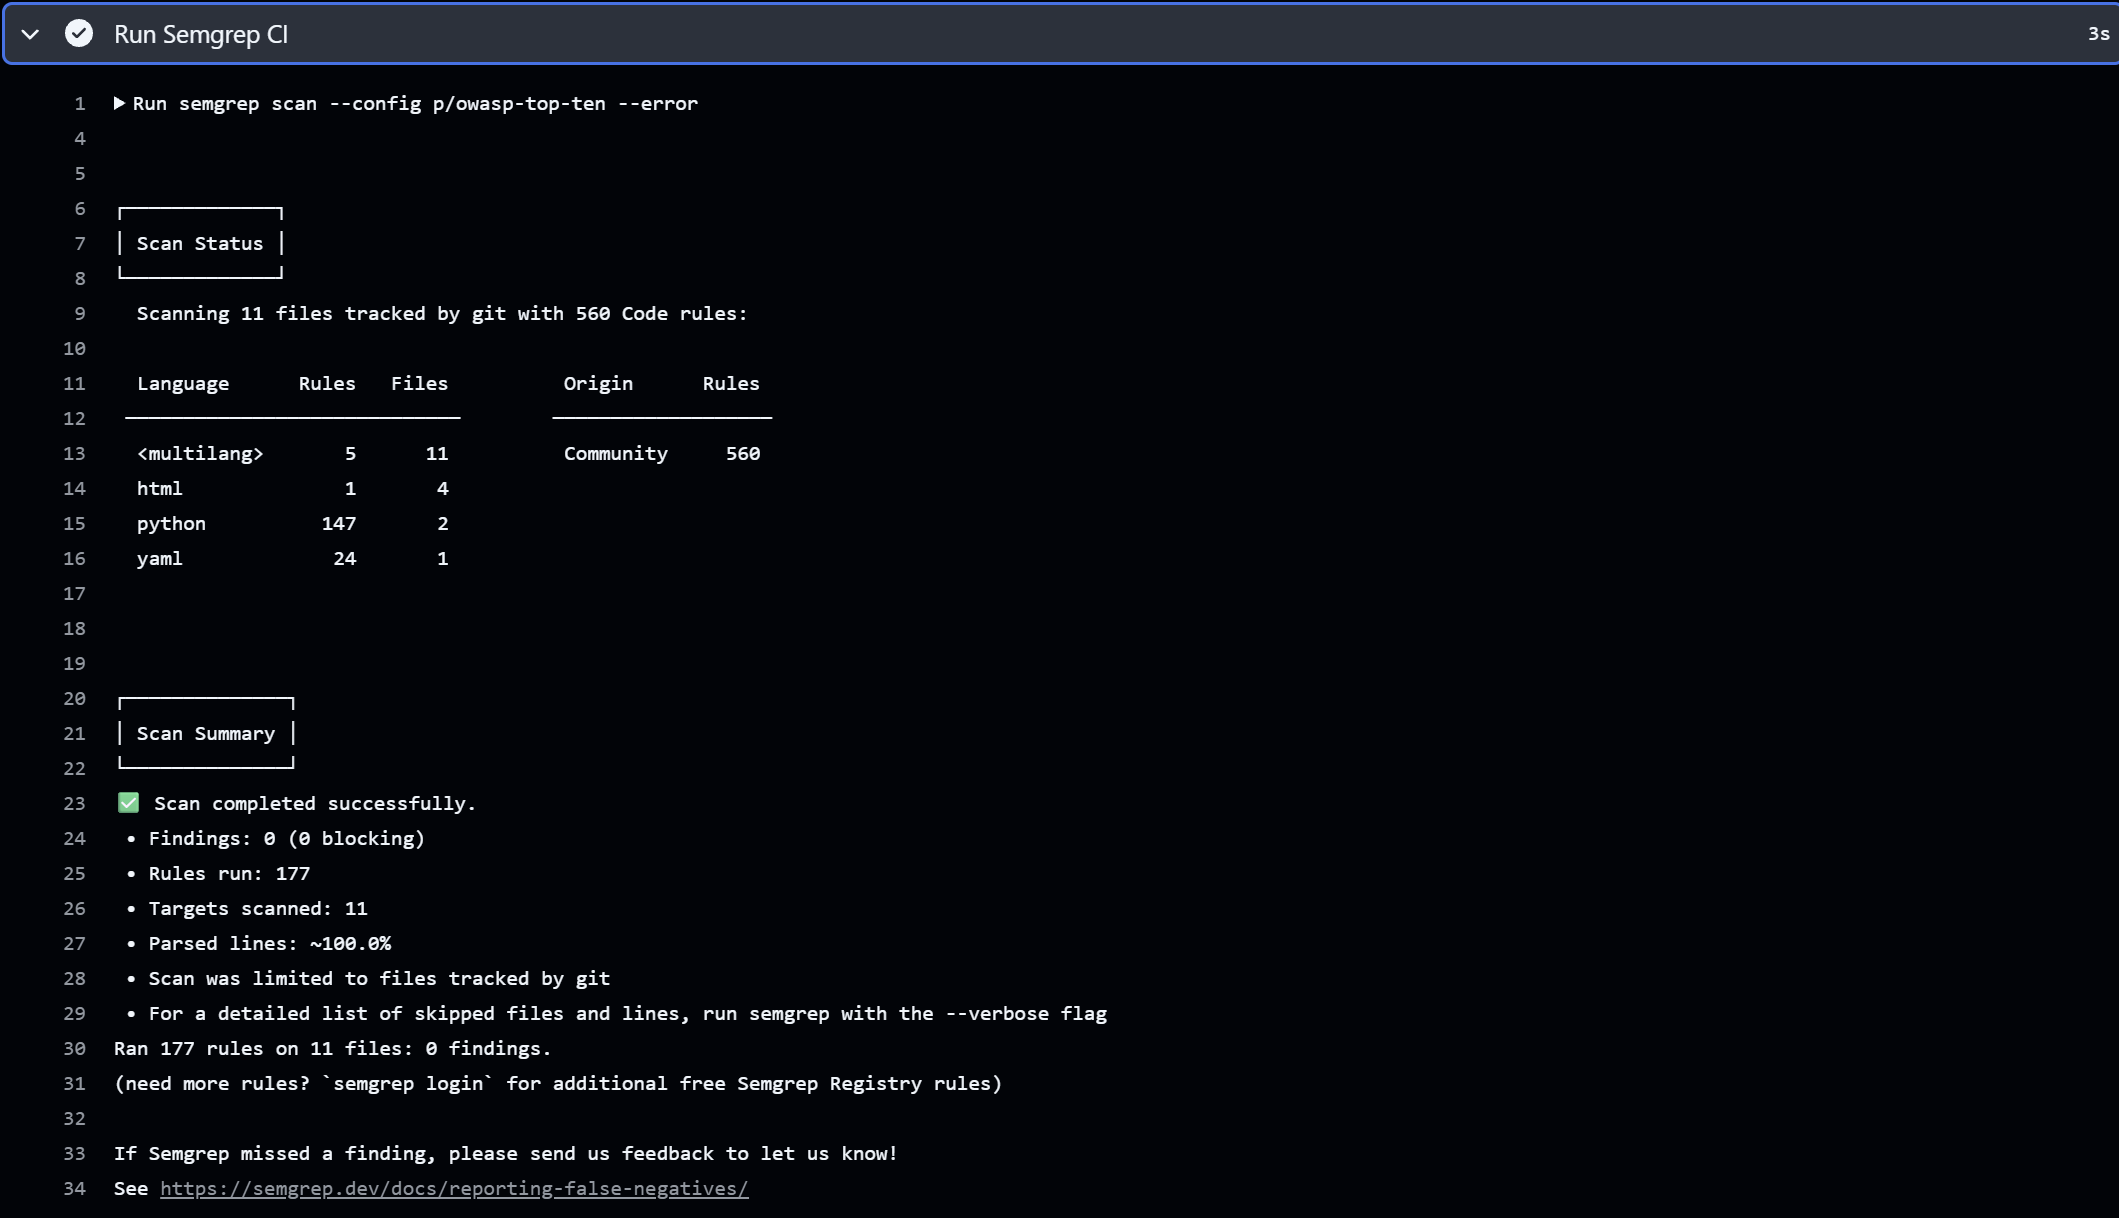 Run Semgrep CI 3s
1 Run semgrep scan --config p/owasp-top-ten --error
4
5
6
7 Scan Status
8
9 Scanning 11 files tracked by git with 560 Code rules:
10
11 Language Rules Files Origin Rules
12
13 <multilang> 5 11 Community 560
14 html 1 4
15 python 147 2
16 yaml 24 1
17
18
19
20
21 Scan Summary
22
23 ✅ Scan completed successfully.
24 • Findings: 0 (0 blocking)
25 • Rules run: 177
26 • Targets scanned: 11
27 • Parsed lines: ~100.0%
28 • Scan was limited to files tracked by git
29 • For a detailed list of skipped files and lines, run semgrep with the --verbose flag
30 Ran 177 rules on 11 files: 0 findings.
31 (need more rules? `semgrep login` for additional free Semgrep Registry rules)
32
33 If Semgrep missed a finding, please send us feedback to let us know!
34 See https://semgrep.dev/docs/reporting-false-negatives/